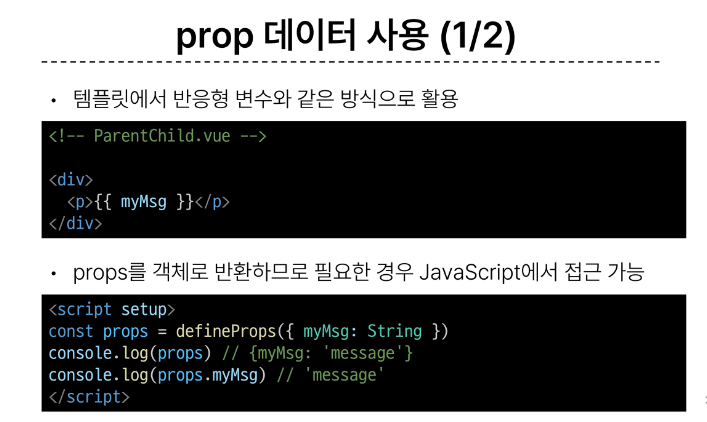 prop 데이터 사용 (1/2)
• 템플릿에서 반응형 변수와 같은 방식으로 활용
<!-- ParentChild.vue -->
<div>
  <p>{{ myMsg }}</p>
</div>
• props를 객체로 반환하므로 필요한 경우 JavaScript에서 접근 가능
<script setup>
const props = defineProps({ myMsg: String })
console.log(props) // {myMsg: 'message'}
console.log(props.myMsg) // 'message'
</script>